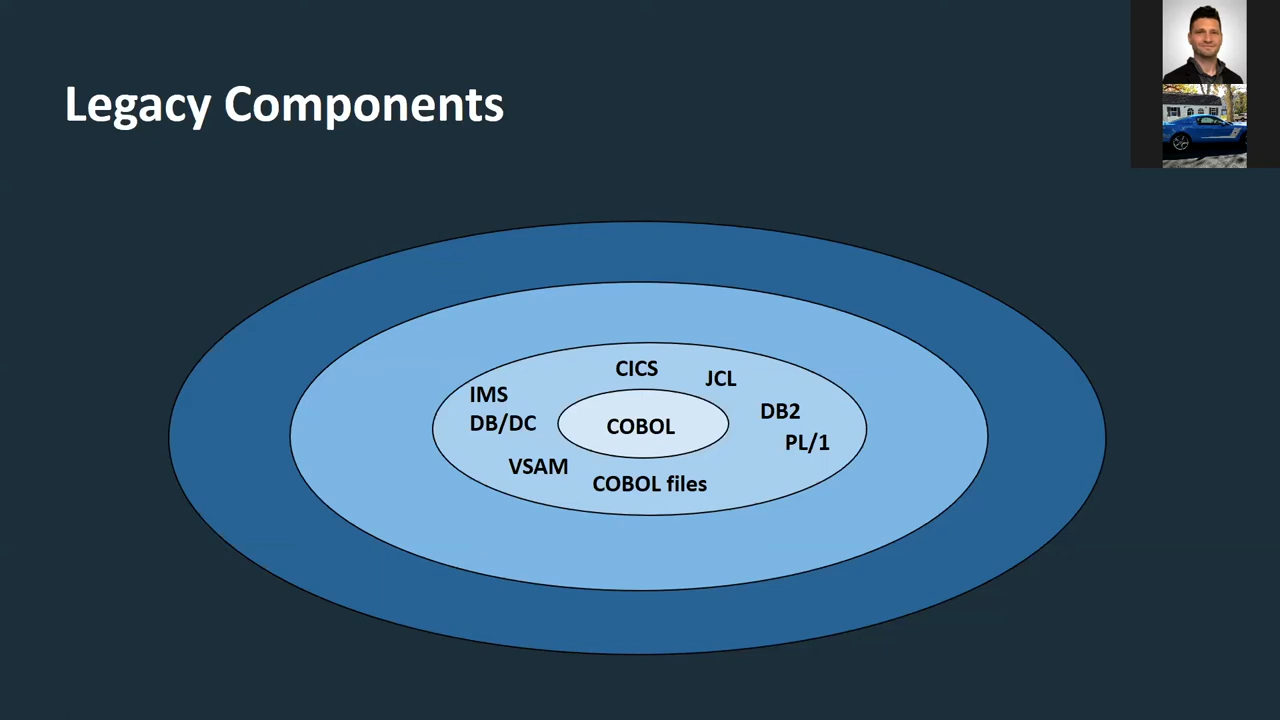 Legacy Components
CICS
JCL
IMS
DB/DC
DB2
COBOL
PL/1
VSAM
COBOL files